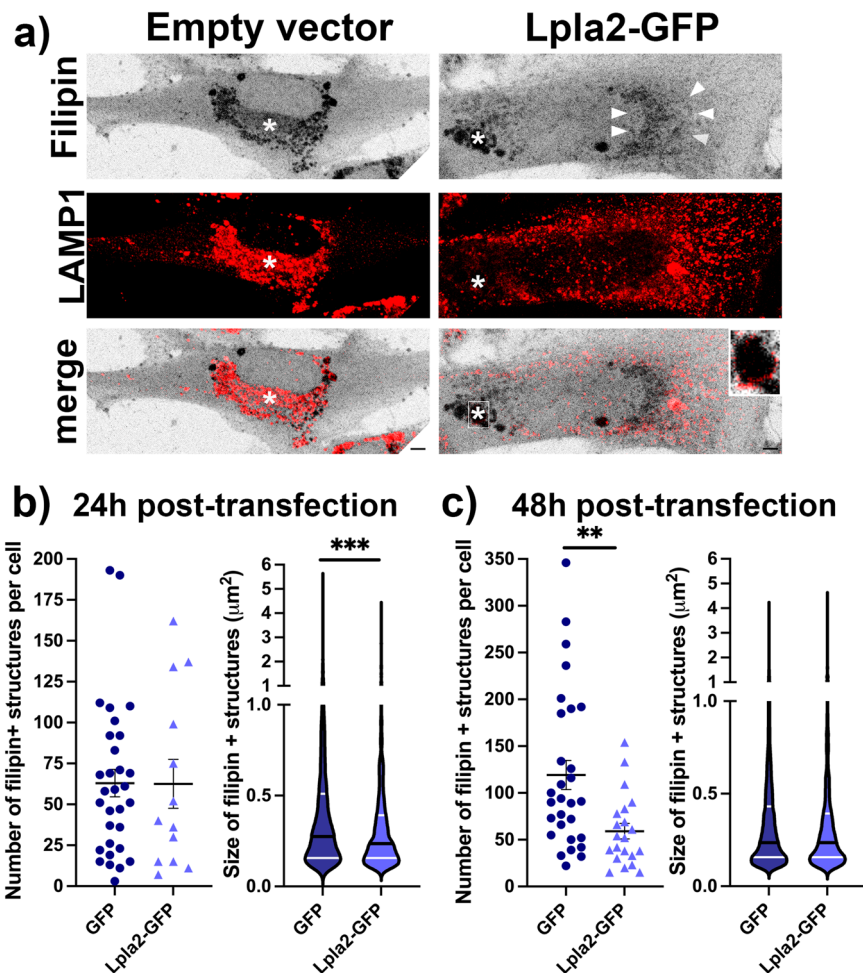 a) Empty vector Lpla2-GFP
Filipin
*
*
LAMP1
*
*
merge
*
*
b) 24h post-transfection
Number of filipin+ structures per cell
200
175
150
125
100
75
50
25
0
GFP
Lpla2-GFP
Size of filipin + structures (μm²)
***
6
5
4
3
2
1
1.0
0.5
0.0
GFP
Lpla2-GFP
c) 48h post-transfection
Number of filipin + structures per cell
**
350
300
250
200
150
100
50
0
GFP
Lpla2-GFP
Size of filipin + structures (μm²)
6
5
4
3
2
1
1.0
0.5
0.0
GFP
Lpla2-GFP